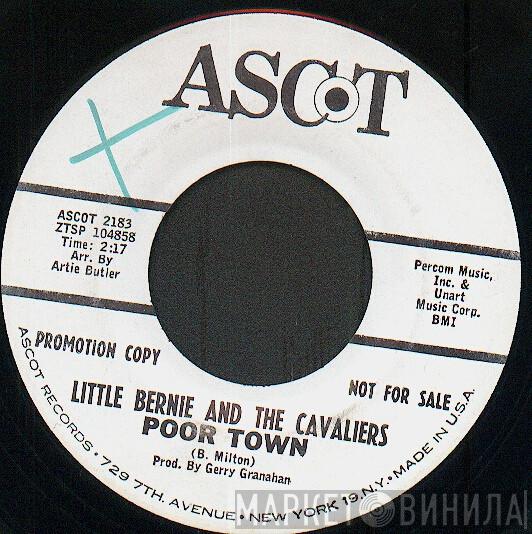 ASCOT
ASCOT 2183
ZTSP 104858
Time: 2:17
Arr. By
Artie Butler
Percom Music,
Inc. &
Unart
Music Corp.
BMI
PROMOTION COPY
NOT FOR SALE
LITTLE BERNIE AND THE CAVALIERS
POOR TOWN
(B. Milton)
Prod. By Gerry Granahan
ASCOT RECORDS • 729 7TH. AVENUE • NEW YORK 19, N.Y. • MADE IN U.S.A.
МАРКЕТ ВИНИЛА